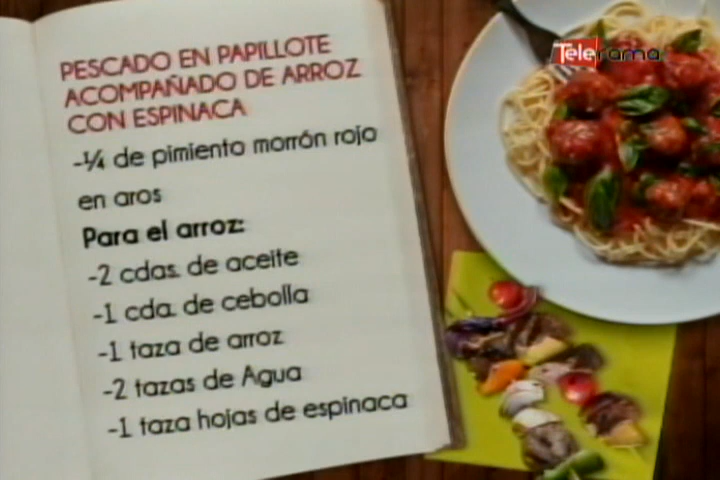 PESCADO EN PAPILLOTE
ACOMPAÑADO DE ARROZ
CON ESPINACA
-¼ de pimiento morrón rojo
en aros
Para el arroz:
-2 cdas. de aceite
-1 cda. de cebolla
-1 taza de arroz
-2 tazas de Agua
-1 taza hojas de espinaca
Telerama